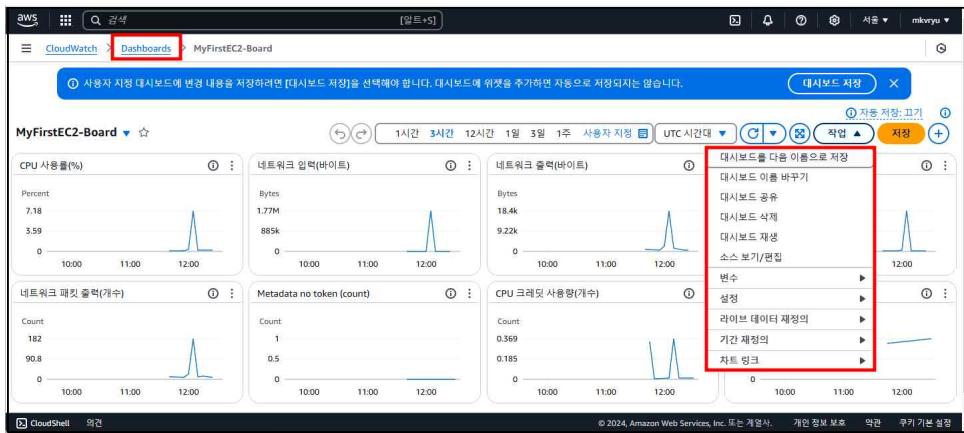 aws
검색
[알트+S]
서울 ▼
mkvryu ▼
CloudWatch > Dashboards > MyFirstEC2-Board
사용자 지정 대시보드에 변경 내용을 저장하려면 [대시보드 저장]을 선택해야 합니다. 대시보드에 위젯을 추가하면 자동으로 저장되지는 않습니다.
대시보드 저장
자동 저장: 끄기
MyFirstEC2-Board ▼
1시간 3시간 12시간 1일 3일 1주 사용자 지정
UTC 시간대 ▼
작업 ▲
저장
대시보드를 다음 이름으로 저장
대시보드 이름 바꾸기
대시보드 공유
대시보드 삭제
대시보드 재생
소스 보기/편집
변수
설정
라이브 데이터 재정의
기간 재정의
차트 링크
CPU 사용률(%)
Percent
7.18
3.59
0
10:00 11:00 12:00
네트워크 입력(바이트)
Bytes
1.77M
885k
0
10:00 11:00 12:00
네트워크 출력(바이트)
Bytes
18.4k
9.22k
0
10:00 11:00 12:00
12:00
네트워크 패킷 출력(개수)
Count
182
90.8
0
10:00 11:00 12:00
Metadata no token (count)
Count
1
0.5
0
10:00 11:00 12:00
CPU 크레딧 사용량(개수)
Count
0.369
0.185
0
10:00 11:00 12:00
0
10:00 11:00 12:00
CloudShell 의견
© 2024, Amazon Web Services, Inc. 또는 계열사.
개인 정보 보호 약관 쿠키 기본 설정